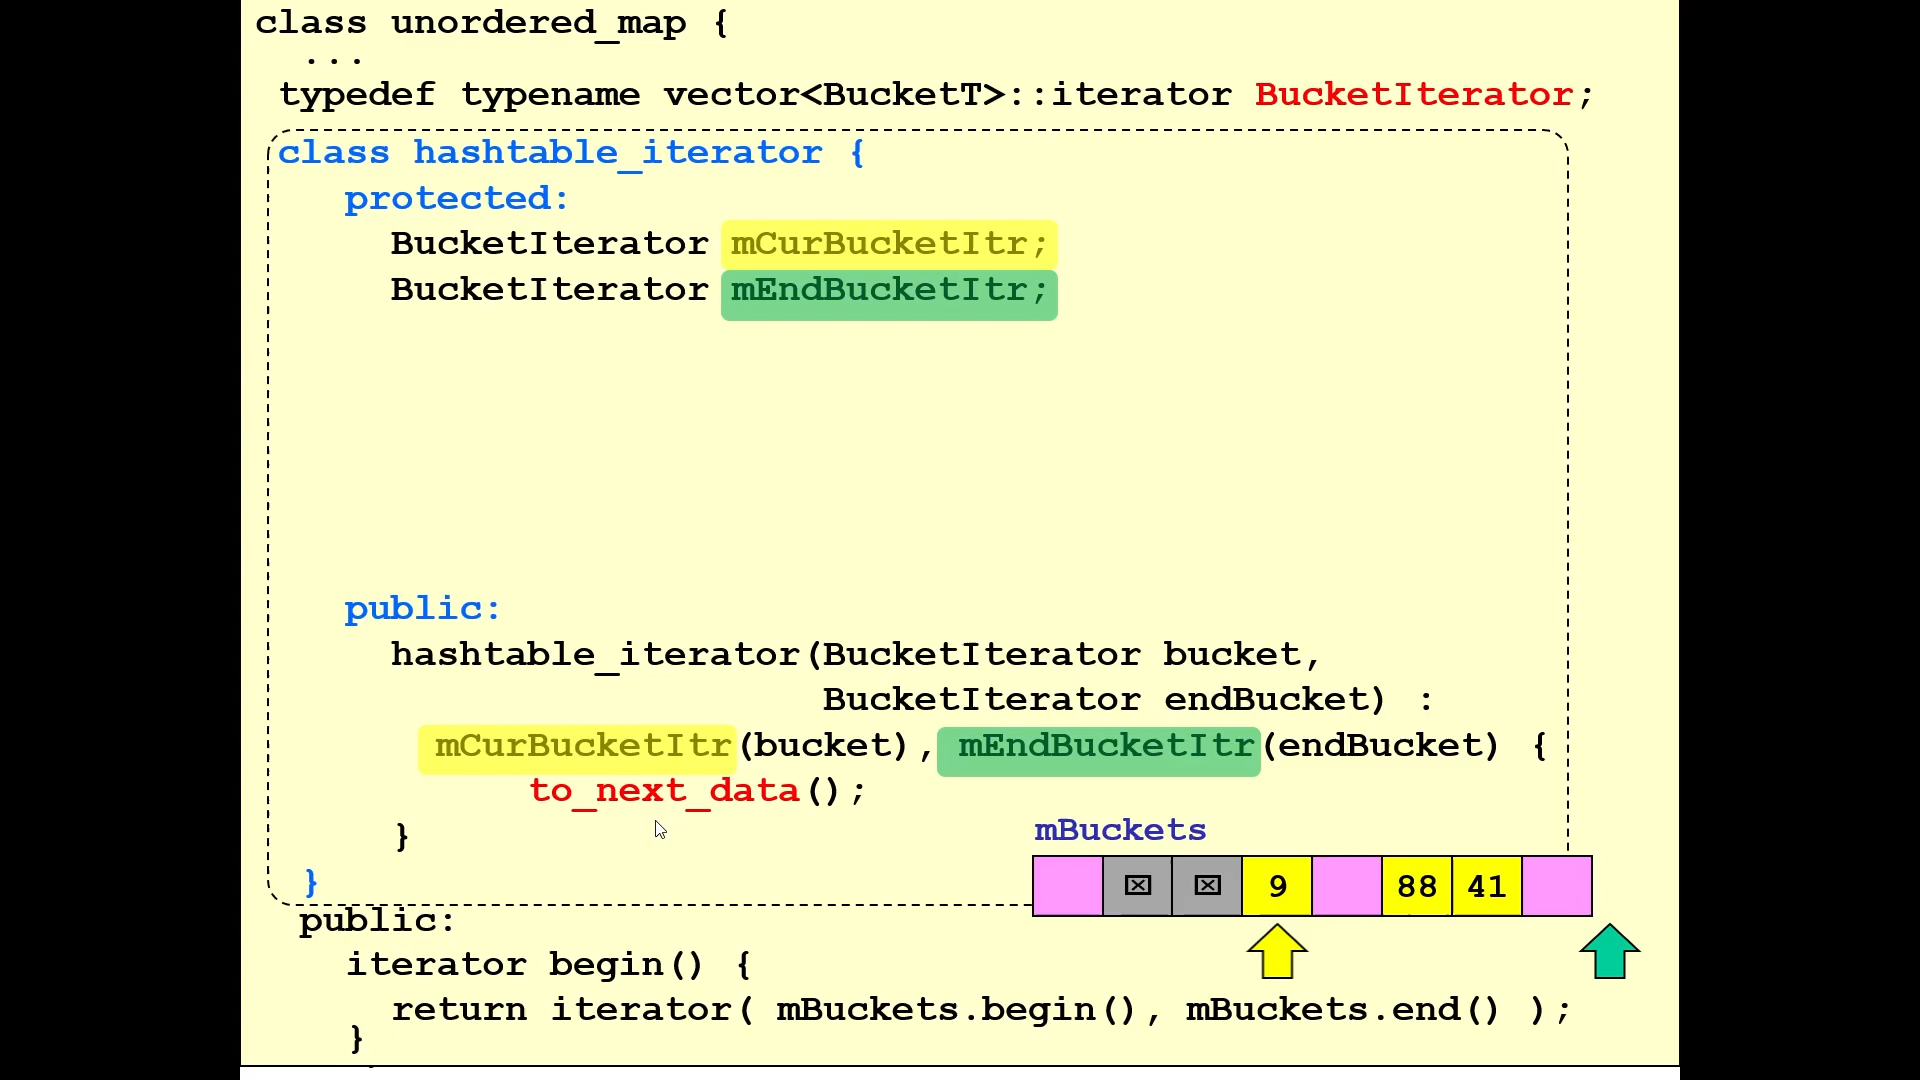 class unordered_map {
...
typedef typename vector<BucketT>::iterator BucketIterator;
class hashtable_iterator {
protected:
BucketIterator mCurBucketItr;
BucketIterator mEndBucketItr;
public:
hashtable_iterator(BucketIterator bucket,
BucketIterator endBucket) :
mCurBucketItr(bucket), mEndBucketItr(endBucket) {
to_next_data();
}
mBuckets
9 88 41
}
public:
iterator begin() {
return iterator( mBuckets.begin(), mBuckets.end() );
}